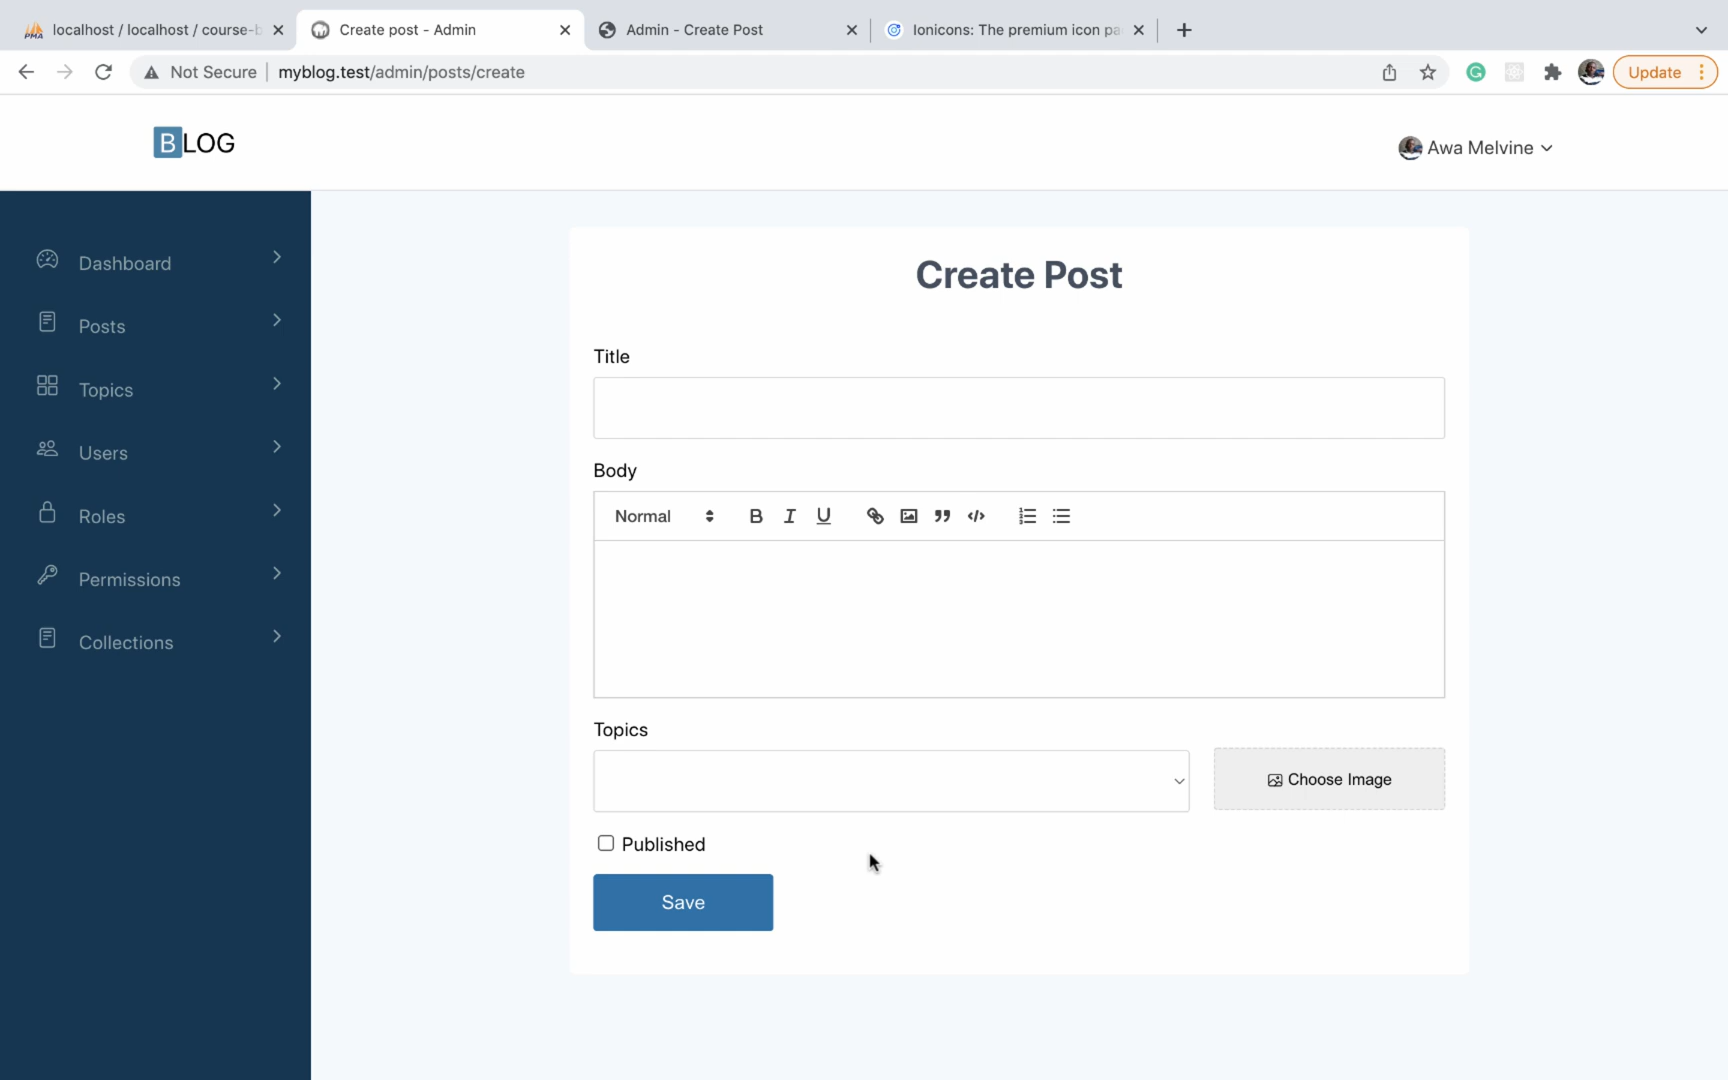 localhost / localhost / course-b
Create post - Admin
Admin - Create Post
Ionicons: The premium icon pa
Not Secure
myblog.test/admin/posts/create
Update
BLOG
Awa Melvine
Dashboard
Posts
Topics
Users
Roles
Permissions
Collections
Create Post
Title
Body
Normal
Topics
Choose Image
Published
Save